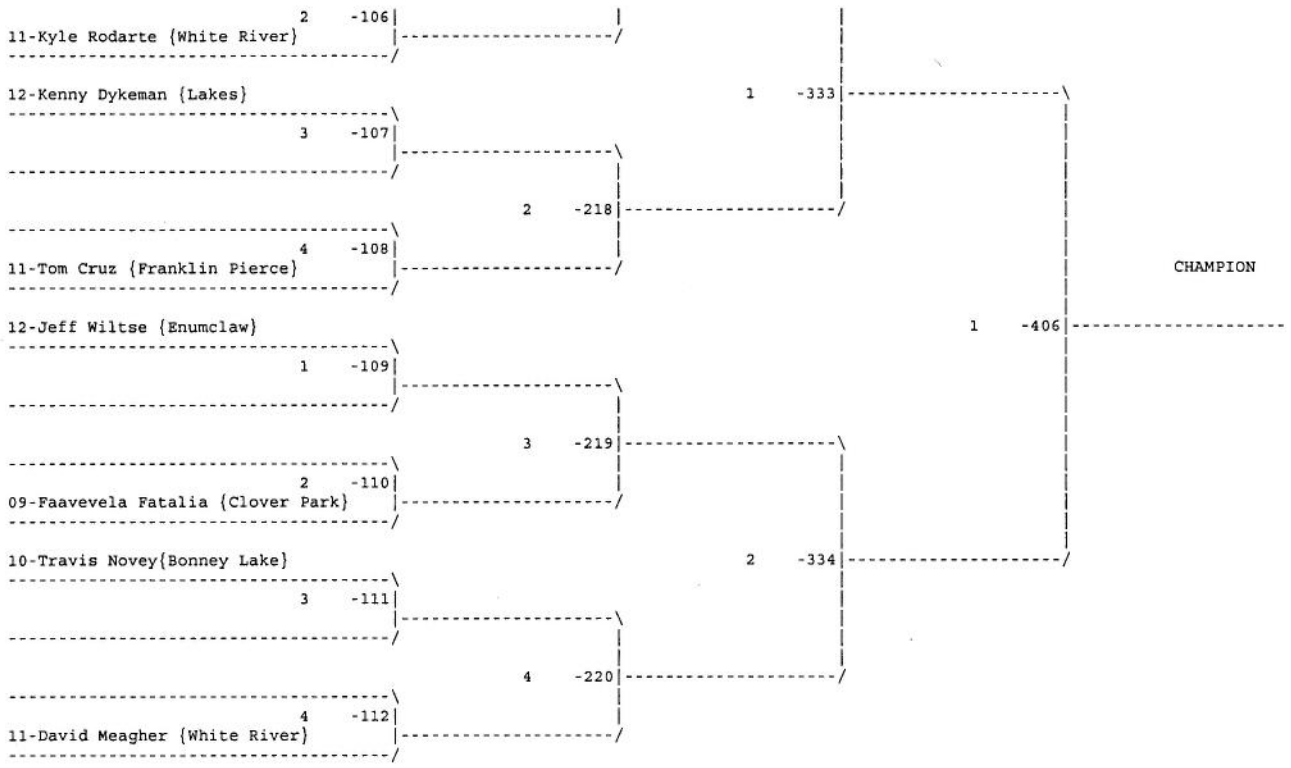 2 -106
11-Kyle Rodarte {White River}
12-Kenny Dykeman {Lakes}
1 -333
3 -107
2 -218
4 -108
11-Tom Cruz {Franklin Pierce}
CHAMPION
12-Jeff Wiltse {Enumclaw}
1 -406
1 -109
3 -219
2 -110
09-Faavevela Fatalia {Clover Park}
10-Travis Novey{Bonney Lake}
2 -334
3 -111
4 -220
4 -112
11-David Meagher {White River}